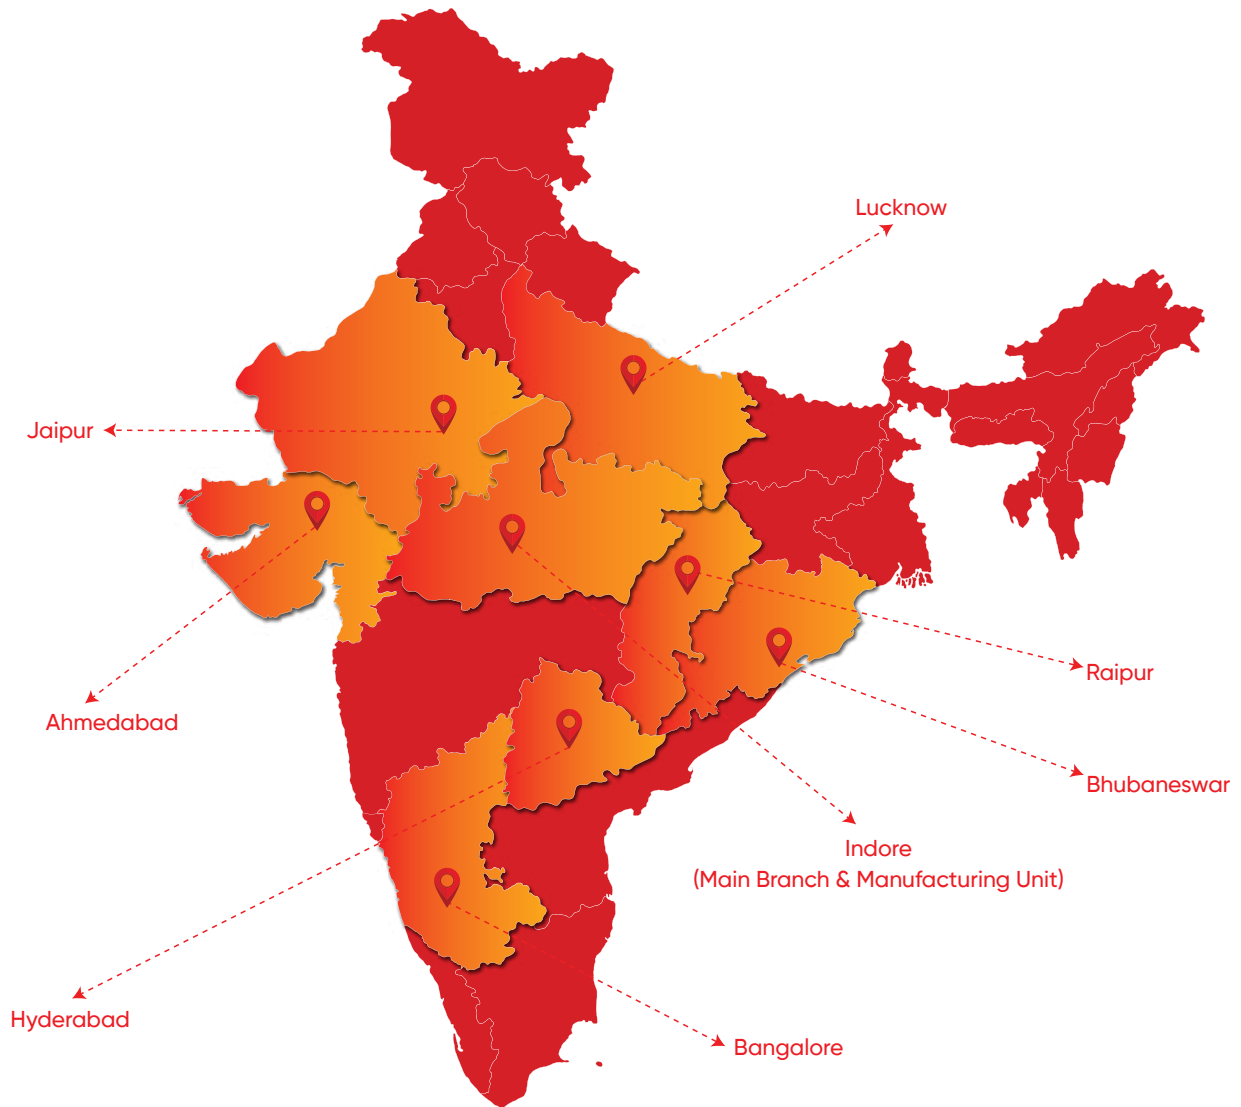 Lucknow
Jaipur
Raipur
Ahmedabad
Bhubaneswar
Indore
(Main Branch & Manufacturing Unit)
Hyderabad
Bangalore